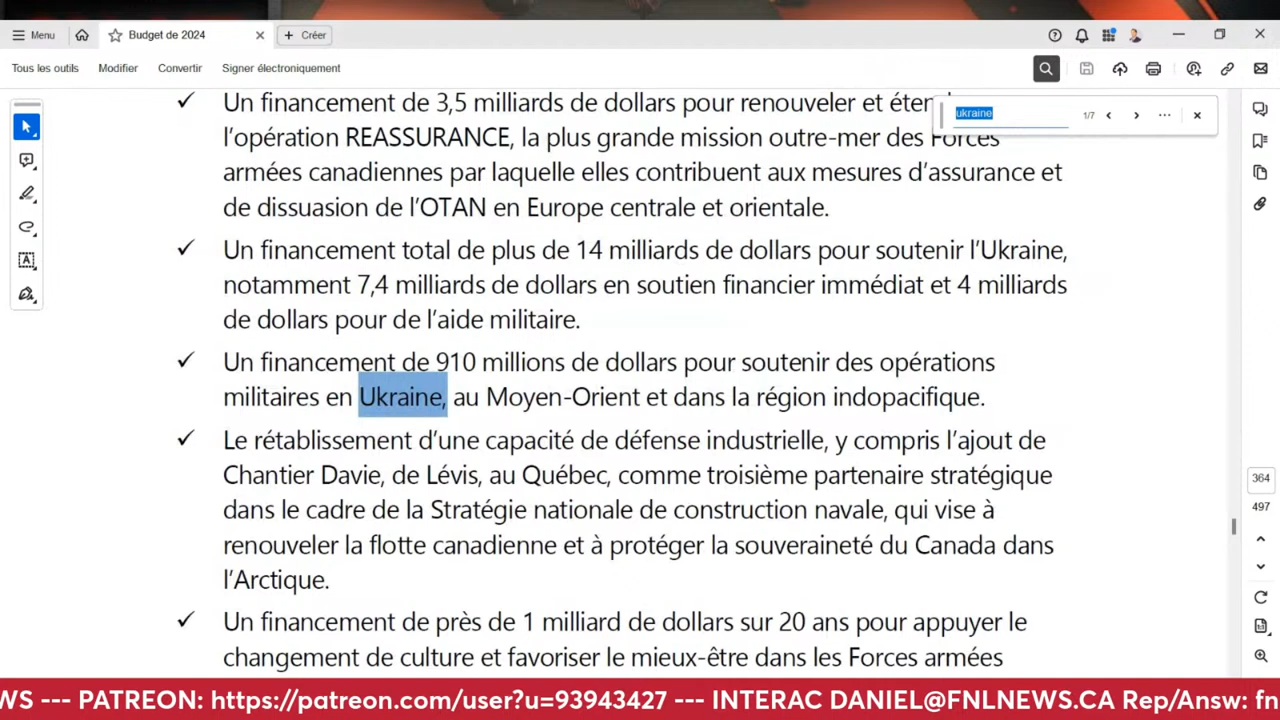 Menu
Budget de 2024
Créer
Tous les outils
Modifier
Convertir
Signer électroniquement
ukraine
1/7
Un financement de 3,5 milliards de dollars pour renouveler et
l'opération REASSURANCE, la plus grande mission outre-mer des Forces
armées canadiennes par laquelle elles contribuent aux mesures d'assurance et
de dissuasion de l'OTAN en Europe centrale et orientale.
Un financement total de plus de 14 milliards de dollars pour soutenir l'Ukraine,
notamment 7,4 milliards de dollars en soutien financier immédiat et 4 milliards
de dollars pour de l'aide militaire.
Un financement de 910 millions de dollars pour soutenir des opérations
militaires en Ukraine, au Moyen-Orient et dans la région indopacifique.
Le rétablissement d'une capacité de défense industrielle, y compris l'ajout de
Chantier Davie, de Lévis, au Québec, comme troisième partenaire stratégique
dans le cadre de la Stratégie nationale de construction navale, qui vise à
renouveler la flotte canadienne et à protéger la souveraineté du Canada dans
l'Arctique.
Un financement de près de 1 milliard de dollars sur 20 ans pour appuyer le
changement de culture et favoriser le mieux-être dans les Forces armées
364
497
WS --- PATREON: https://patreon.com/user?u=93943427 --- INTERAC DANIEL@FNLNEWS.CA Rep/Answ: fn